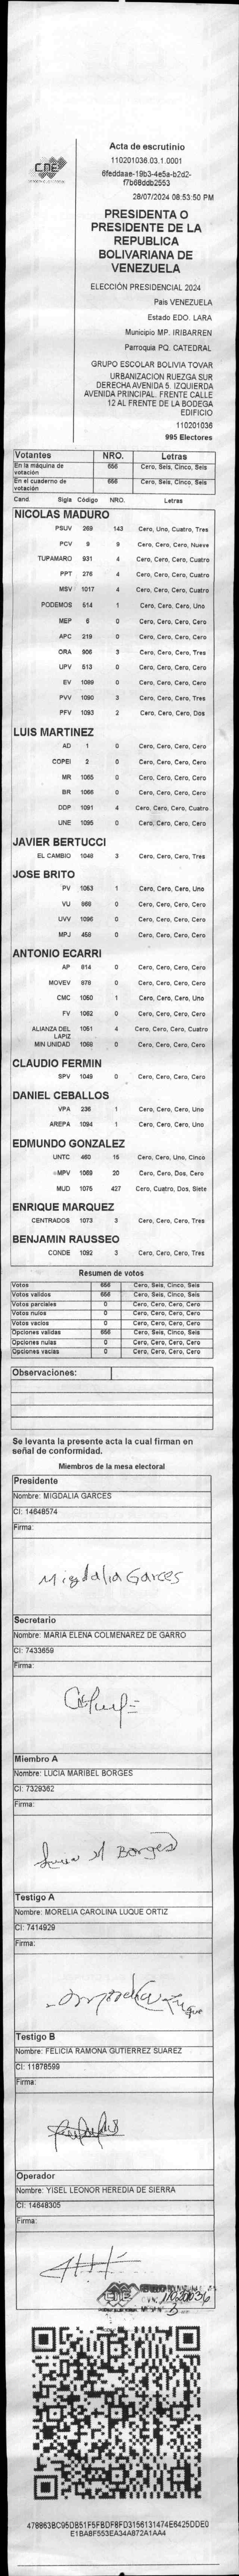 CNE
Acta de escrutinio
110201036.03.1.0001
6feddaae-19b3-4e5a-b2d2-
f7b68ddb2553
28/07/2024 08:53:50 PM
PRESIDENTA O
PRESIDENTE DE LA
REPUBLICA
BOLIVARIANA DE
VENEZUELA
ELECCIÓN PRESIDENCIAL 2024
Pais VENEZUELA
Estado EDO. LARA
Municipio MP. IRIBARREN
Parroquia PQ. CATEDRAL
GRUPO ESCOLAR BOLIVIA TOVAR
URBANIZACION RUEZGA SUR
DERECHA AVENIDA 5. IZQUIERDA
AVENIDA PRINCIPAL. FRENTE CALLE
12 AL FRENTE DE LA BODEGA
EDIFICIO
110201036
995 Electores
Votantes NRO. Letras
En la máquina de votación 656 Cero, Seis, Cinco, Seis
En el cuaderno de votación 656 Cero, Seis, Cinco, Seis
Cand. Sigla Código NRO. Letras
NICOLAS MADURO
PSUV 269 143 Cero, Uno, Cuatro, Tres
PCV 9 9 Cero, Cero, Cero, Nueve
TUPAMARO 931 4 Cero, Cero, Cero, Cuatro
PPT 276 4 Cero, Cero, Cero, Cuatro
MSV 1017 4 Cero, Cero, Cero, Cuatro
PODEMOS 514 1 Cero, Cero, Cero, Uno
MEP 6 0 Cero, Cero, Cero, Cero
APC 219 0 Cero, Cero, Cero, Cero
ORA 906 3 Cero, Cero, Cero, Tres
UPV 513 0 Cero, Cero, Cero, Cero
EV 1089 0 Cero, Cero, Cero, Cero
PVV 1090 3 Cero, Cero, Cero, Tres
PFV 1093 2 Cero, Cero, Cero, Dos
LUIS MARTINEZ
AD 1 0 Cero, Cero, Cero, Cero
COPEI 2 0 Cero, Cero, Cero, Cero
MR 1065 0 Cero, Cero, Cero, Cero
BR 1066 0 Cero, Cero, Cero, Cero
DDP 1091 4 Cero, Cero, Cero, Cuatro
UNE 1095 0 Cero, Cero, Cero, Cero
JAVIER BERTUCCI
EL CAMBIO 1048 3 Cero, Cero, Cero, Tres
JOSE BRITO
PV 1053 1 Cero, Cero, Cero, Uno
VU 868 0 Cero, Cero, Cero, Cero
UVV 1096 0 Cero, Cero, Cero, Cero
MPJ 458 0 Cero, Cero, Cero, Cero
ANTONIO ECARRI
AP 814 0 Cero, Cero, Cero, Cero
MOVEV 878 0 Cero, Cero, Cero, Cero
CMC 1050 1 Cero, Cero, Cero, Uno
FV 1062 0 Cero, Cero, Cero, Cero
ALIANZA DEL LAPIZ 1051 4 Cero, Cero, Cero, Cuatro
MIN UNIDAD 1068 0 Cero, Cero, Cero, Cero
CLAUDIO FERMIN
SPV 1049 0 Cero, Cero, Cero, Cero
DANIEL CEBALLOS
VPA 236 1 Cero, Cero, Cero, Uno
AREPA 1094 1 Cero, Cero, Cero, Uno
EDMUNDO GONZALEZ
UNTC 460 15 Cero, Cero, Uno, Cinco
MPV 1069 20 Cero, Cero, Dos, Cero
MUD 1075 427 Cero, Cuatro, Dos, Siete
ENRIQUE MARQUEZ
CENTRADOS 1073 3 Cero, Cero, Cero, Tres
BENJAMIN RAUSSEO
CONDE 1092 3 Cero, Cero, Cero, Tres
Resumen de votos
Votos 656 Cero, Seis, Cinco, Seis
Votos validos 656 Cero, Seis, Cinco, Seis
Votos parciales 0 Cero, Cero, Cero, Cero
Votos nulos 0 Cero, Cero, Cero, Cero
Votos vacios 0 Cero, Cero, Cero, Cero
Opciones validas 656 Cero, Seis, Cinco, Seis
Opciones nulas 0 Cero, Cero, Cero, Cero
Opciones vacias 0 Cero, Cero, Cero, Cero
Observaciones:
Se levanta la presente acta la cual firman en
señal de conformidad.
Miembros de la mesa electoral
Presidente
Nombre: MIGDALIA GARCES
CI: 14648574
Firma:
Migdalia Garces
Secretario
Nombre: MARIA ELENA COLMENAREZ DE GARRO
CI: 7433659
Firma:
Miembro A
Nombre: LUCIA MARIBEL BORGES
CI: 7329362
Firma:
Lucia M Borges
Testigo A
Nombre: MORELIA CAROLINA LUQUE ORTIZ
CI: 7414929
Firma:
Testigo B
Nombre: FELICIA RAMONA GUTIERREZ SUAREZ
CI: 11878599
Firma:
Operador
Nombre: YISEL LEONOR HEREDIA DE SIERRA
CI: 14648305
Firma:
CNE
110201036
3
478863BC95DB51F5FBDF8FD3156131474E6425DDE0
E1BA8F553EA34A872A1AA4